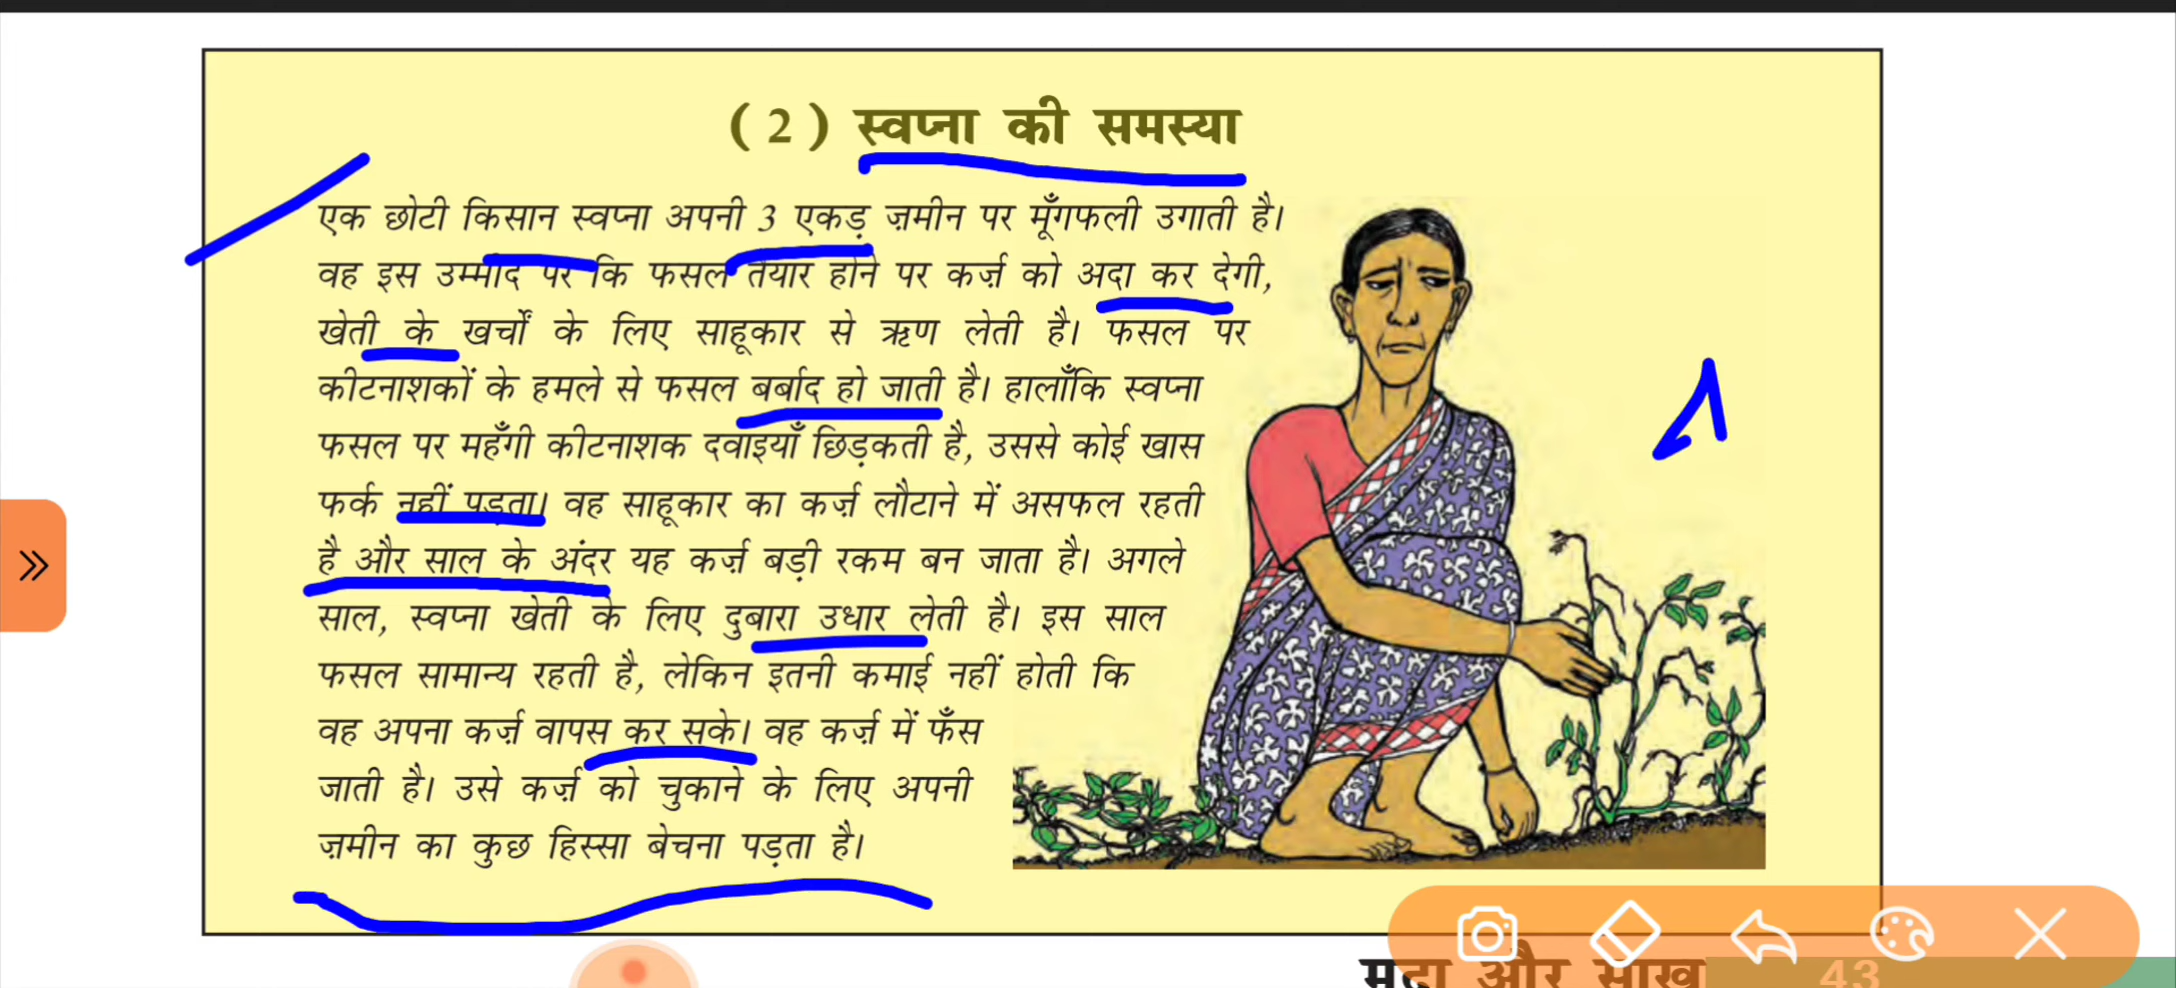 (2) स्वप्ना की समस्या
एक छोटी किसान स्वप्ना अपनी 3 एकड़ ज़मीन पर मूँगफली उगाती है।
वह इस उम्मीद पर कि फसल तैयार होने पर कर्ज़ को अदा कर देगी,
खेती के खर्चों के लिए साहूकार से ऋण लेती है। फसल पर
कीटनाशकों के हमले से फसल बर्बाद हो जाती है। हालाँकि स्वप्ना
फसल पर महँगी कीटनाशक दवाइयाँ छिड़कती है, उससे कोई खास
फर्क नहीं पड़ता। वह साहूकार का कर्ज़ लौटाने में असफल रहती
है और साल के अंदर यह कर्ज़ बड़ी रकम बन जाता है। अगले
साल, स्वप्ना खेती के लिए दुबारा उधार लेती है। इस साल
फसल सामान्य रहती है, लेकिन इतनी कमाई नहीं होती कि
वह अपना कर्ज़ वापस कर सके। वह कर्ज़ में फँस
जाती है। उसे कर्ज़ को चुकाने के लिए अपनी
ज़मीन का कुछ हिस्सा बेचना पड़ता है।
मुद्रा और साख 43